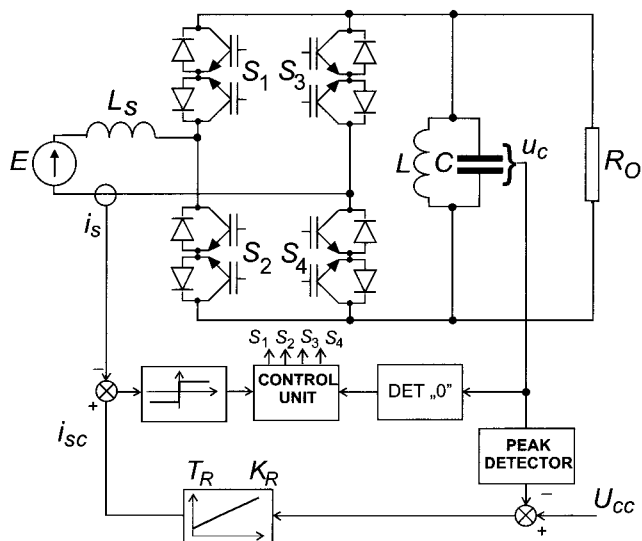 S1
S3
LS
E
L
C
uc
RO
is
S2
S4
S1 S2 S3 S4
−
+
CONTROL
UNIT
DET „0”
isc
PEAK
DETECTOR
TR
KR
−
+
Ucc